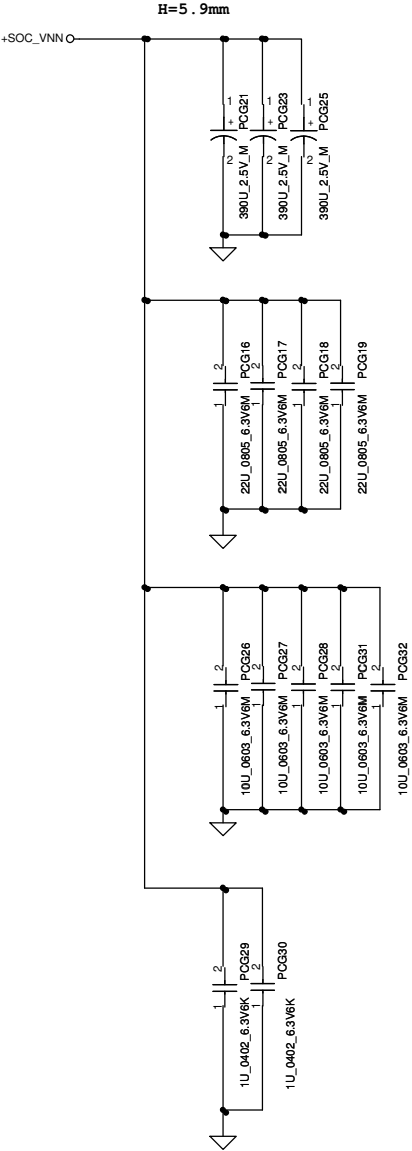 H=5.9mm
+SOC_VNN
1
+
2
PCG21
390U_2.5V_M
1
+
2
PCG23
390U_2.5V_M
1
+
2
PCG25
390U_2.5V_M
2
1
PCG16
22U_0805_6.3V6M
2
1
PCG17
22U_0805_6.3V6M
2
1
PCG18
22U_0805_6.3V6M
2
1
PCG19
22U_0805_6.3V6M
2
1
PCG26
10U_0603_6.3V6M
2
1
PCG27
10U_0603_6.3V6M
2
1
PCG28
10U_0603_6.3V6M
2
1
PCG31
10U_0603_6.3V6M
2
1
PCG32
10U_0603_6.3V6M
2
1
PCG29
1U_0402_6.3V6K
2
1
PCG30
1U_0402_6.3V6K